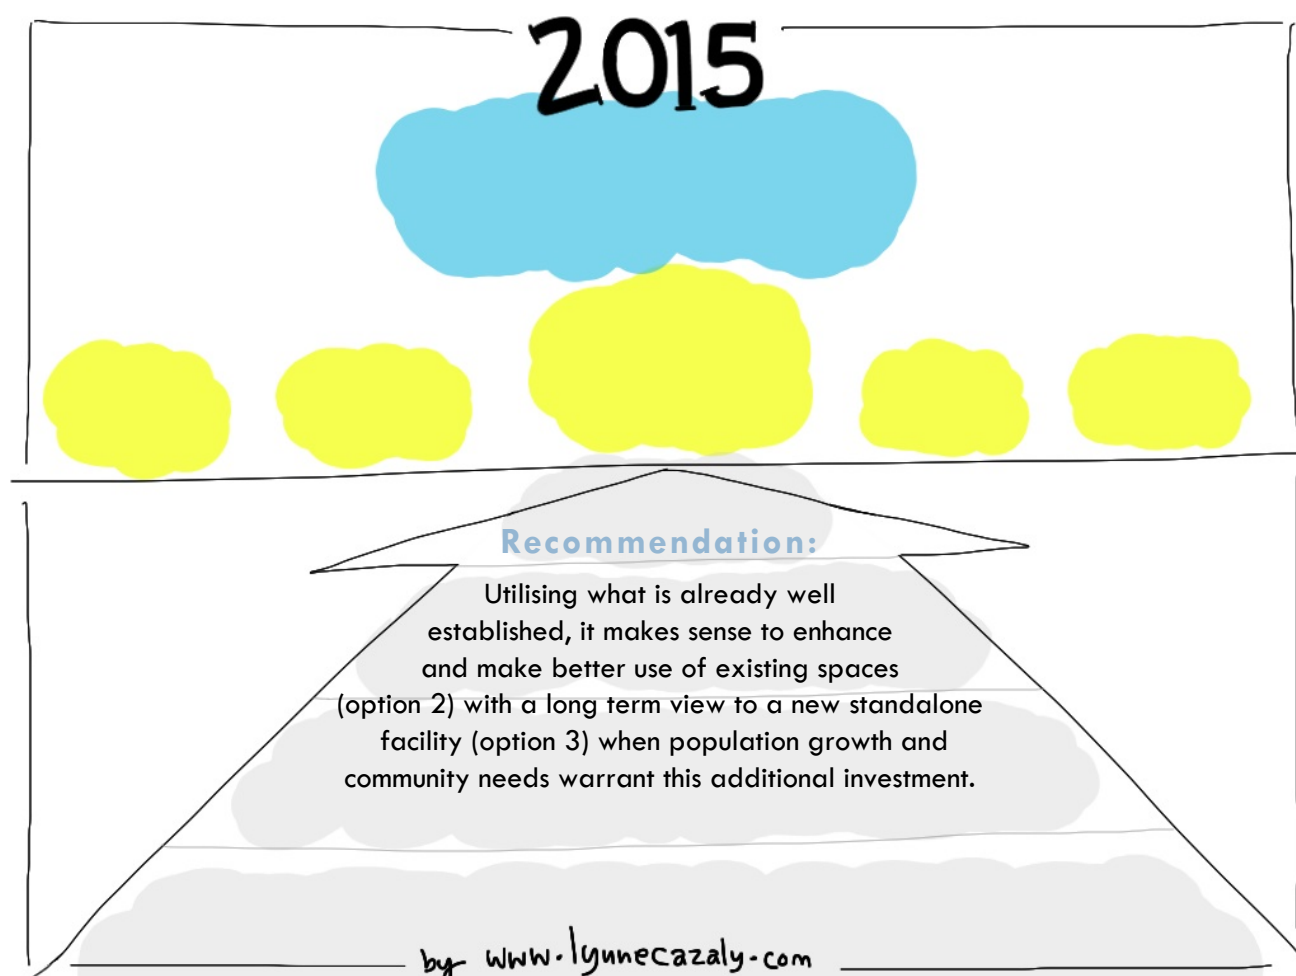 2015
Recommendation:
Utilising what is already well
established, it makes sense to enhance
and make better use of existing spaces
(option 2) with a long term view to a new standalone
facility (option 3) when population growth and
community needs warrant this additional investment.
by www.lynnecazaly.com